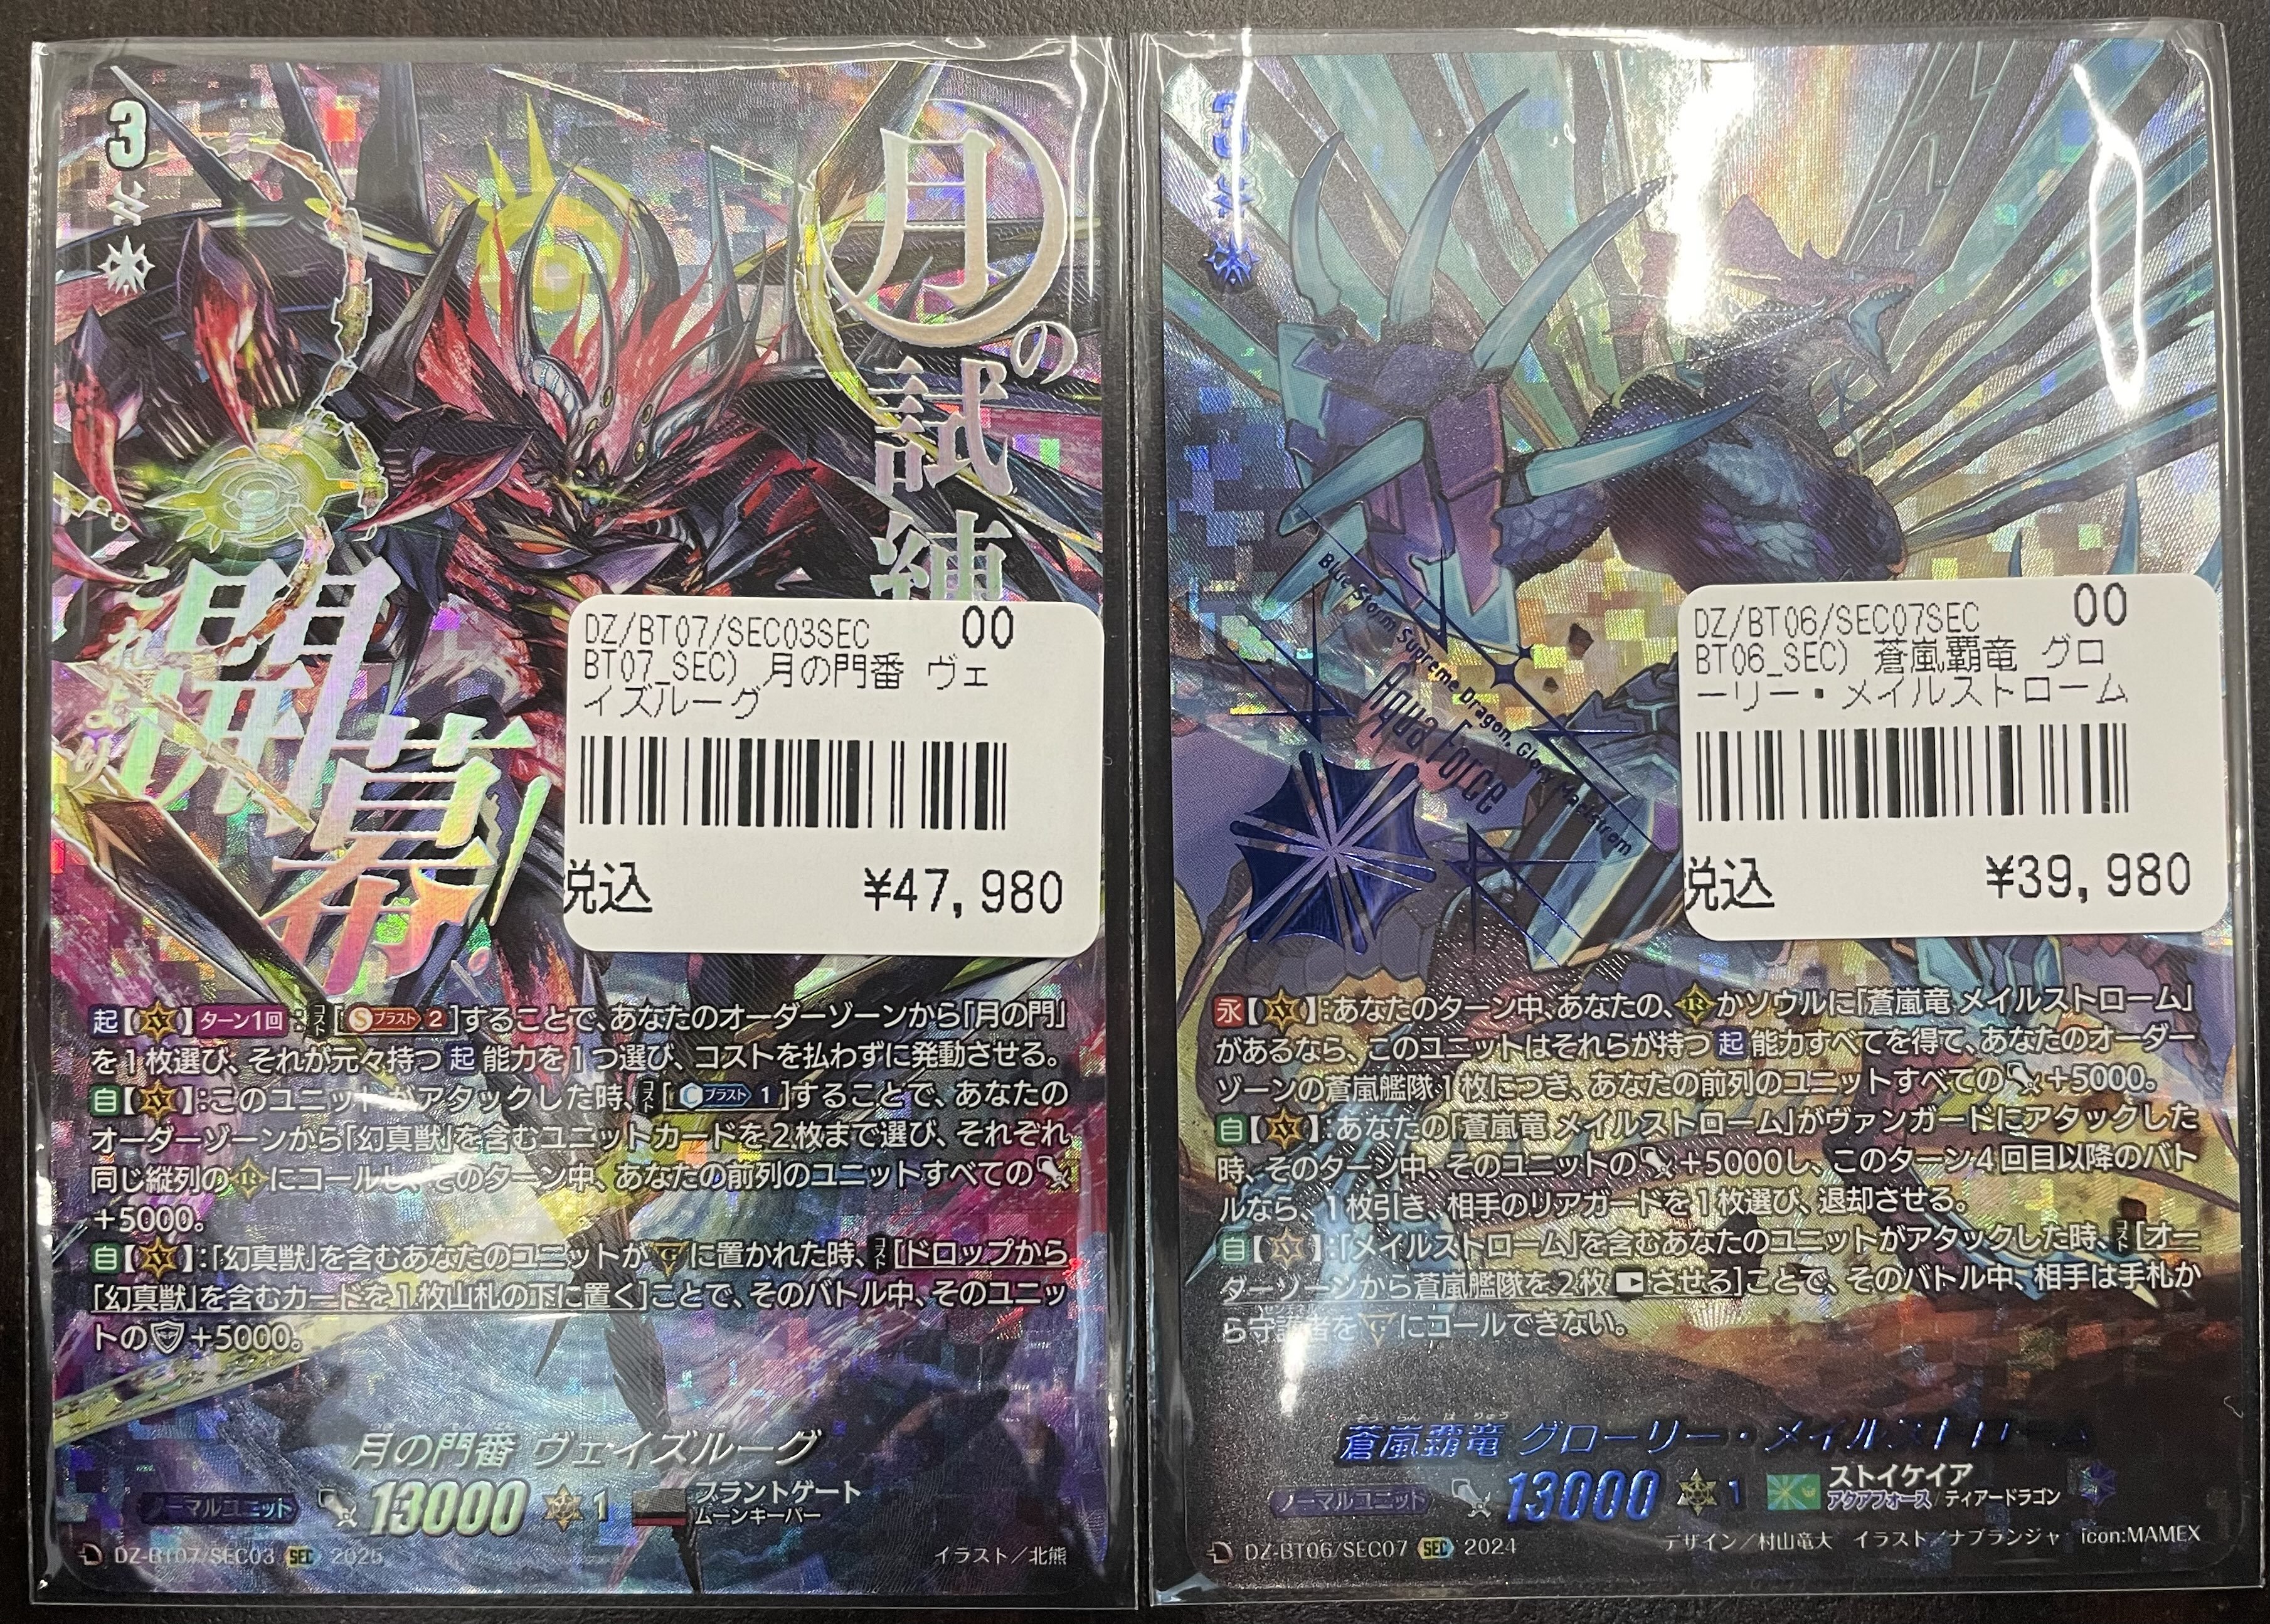 3
月の試練
開幕!
DZ/BT07/SEC03SEC 00
BT07_SEC) 月の門番 ヴェ
イズルーグ
税込 ¥47,980
起【】ターン1回:コスト[Sブラスト2]することで、あなたのオーダーゾーンから「月の門」
を1枚選び、それが元々持つ起能力を1つ選び、コストを払わずに発動させる。
自【】:このユニットがアタックした時、コスト[Cブラスト1]することで、あなたの
オーダーゾーンから「幻真獣」を含むユニットカードを2枚まで選び、それぞれ
同じ縦列のRにコールし、そのターン中、あなたの前列のユニットすべての
+5000。
自【】:「幻真獣」を含むあなたのユニットがGに置かれた時、コスト[ドロップから
「幻真獣」を含むカードを1枚山札の下に置く]ことで、そのバトル中、そのユニッ
トの+5000。
月の門番 ヴェイズルーグ
ノーマルユニット 13000 1 ブラントゲート
ムーンキーパー
D DZ-BT07/SEC03 SEC 2025 イラスト/北熊
3
Blue Storm Supreme Dragon, Glory Maelstrom
Aqua Force
DZ/BT06/SEC07SEC 00
BT06_SEC) 蒼嵐覇竜 グロ
ーリー・メイルストローム
税込 ¥39,980
永【】:あなたのターン中、あなたの、RかソウルにI「蒼嵐竜 メイルストローム」
があるなら、このユニットはそれらが持つ起能力すべてを得て、あなたのオーダー
ゾーンの蒼嵐艦隊1枚につき、あなたの前列のユニットすべての+5000。
自【】:あなたの「蒼嵐竜 メイルストローム」がヴァンガードにアタックした
時、そのターン中、そのユニットの+5000し、このターン4回目以降のバト
ルなら、1枚引き、相手のリアガードを1枚選び、退却させる。
自【】:「メイルストローム」を含むあなたのユニットがアタックした時、コスト[オー
ダーゾーンから蒼嵐艦隊を2枚させる]ことで、そのバトル中、相手は手札か
ら守護者をGにコールできない。
蒼嵐覇竜 グローリー・メイルストローム
ノーマルユニット 13000 1 ストイケイア
アクアフォース/ティアードラゴン
D DZ-BT06/SEC07 SEC 2024 デザイン/村山竜大 イラスト/ナブランジャ icon:MAMEX